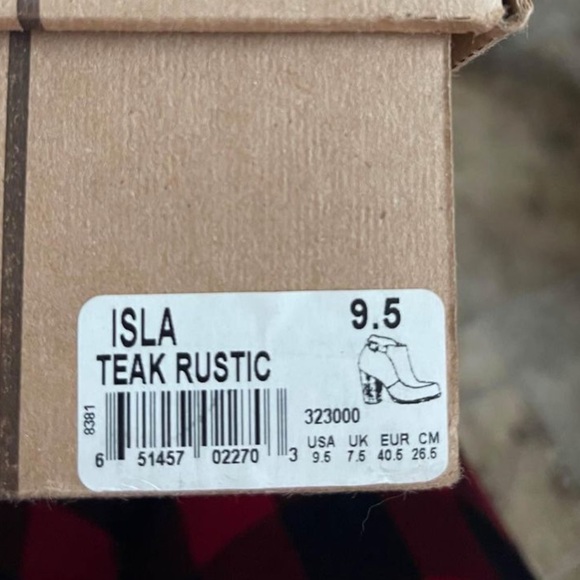 ISLA 9.5
TEAK RUSTIC
8381
323000
USA UK EUR CM
9.5 7.5 40.5 26.5
6 51457 02270 3